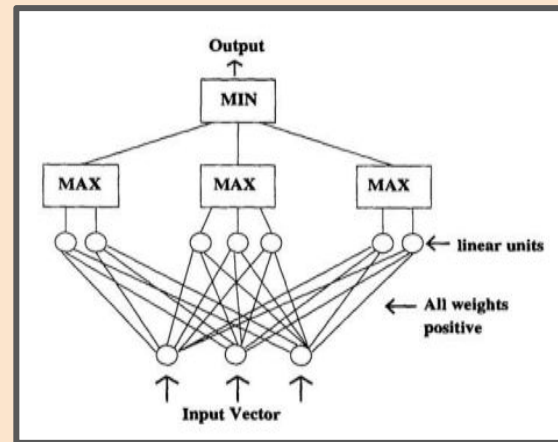 Output
MIN
MAX MAX MAX
linear units
All weights
positive
Input Vector